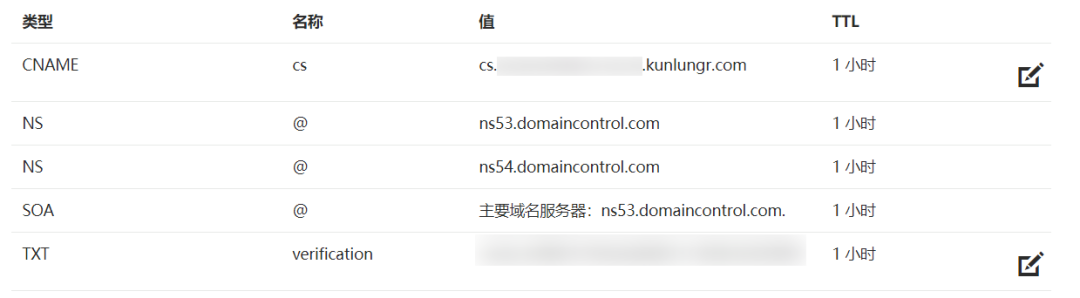 类型 名称 值 TTL
CNAME cs cs. .kunlungr.com 1 小时
NS @ ns53.domaincontrol.com 1 小时
NS @ ns54.domaincontrol.com 1 小时
SOA @ 主要域名服务器：ns53.domaincontrol.com. 1 小时
TXT verification 1 小时